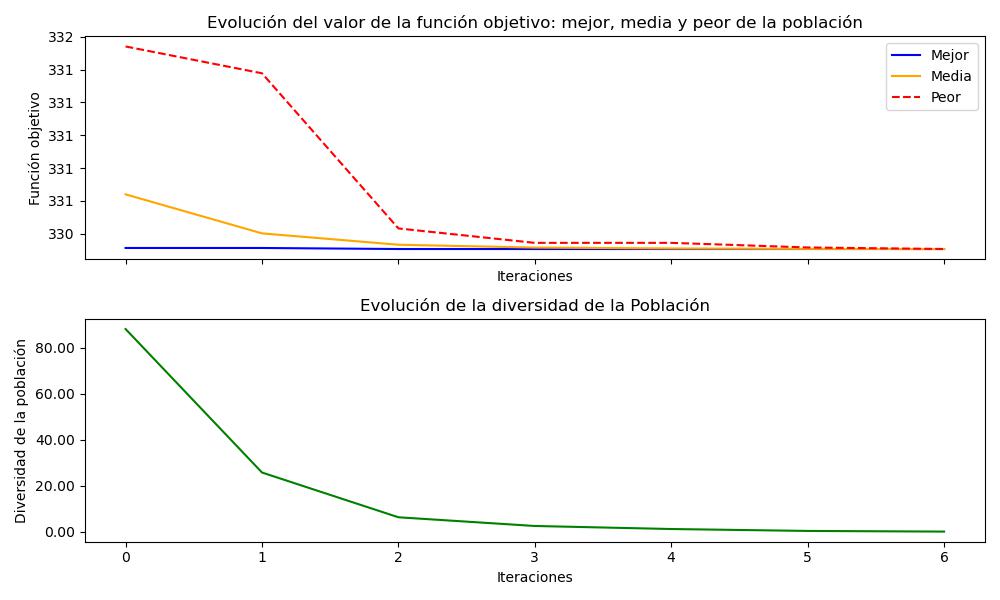 Evolución del valor de la función objetivo: mejor, media y peor de la población
332
331
331
331
331
331
330
Función objetivo
Mejor
Media
Peor
Iteraciones
Evolución de la diversidad de la Población
80.00
60.00
40.00
20.00
0.00
Diversidad de la población
0 1 2 3 4 5 6
Iteraciones